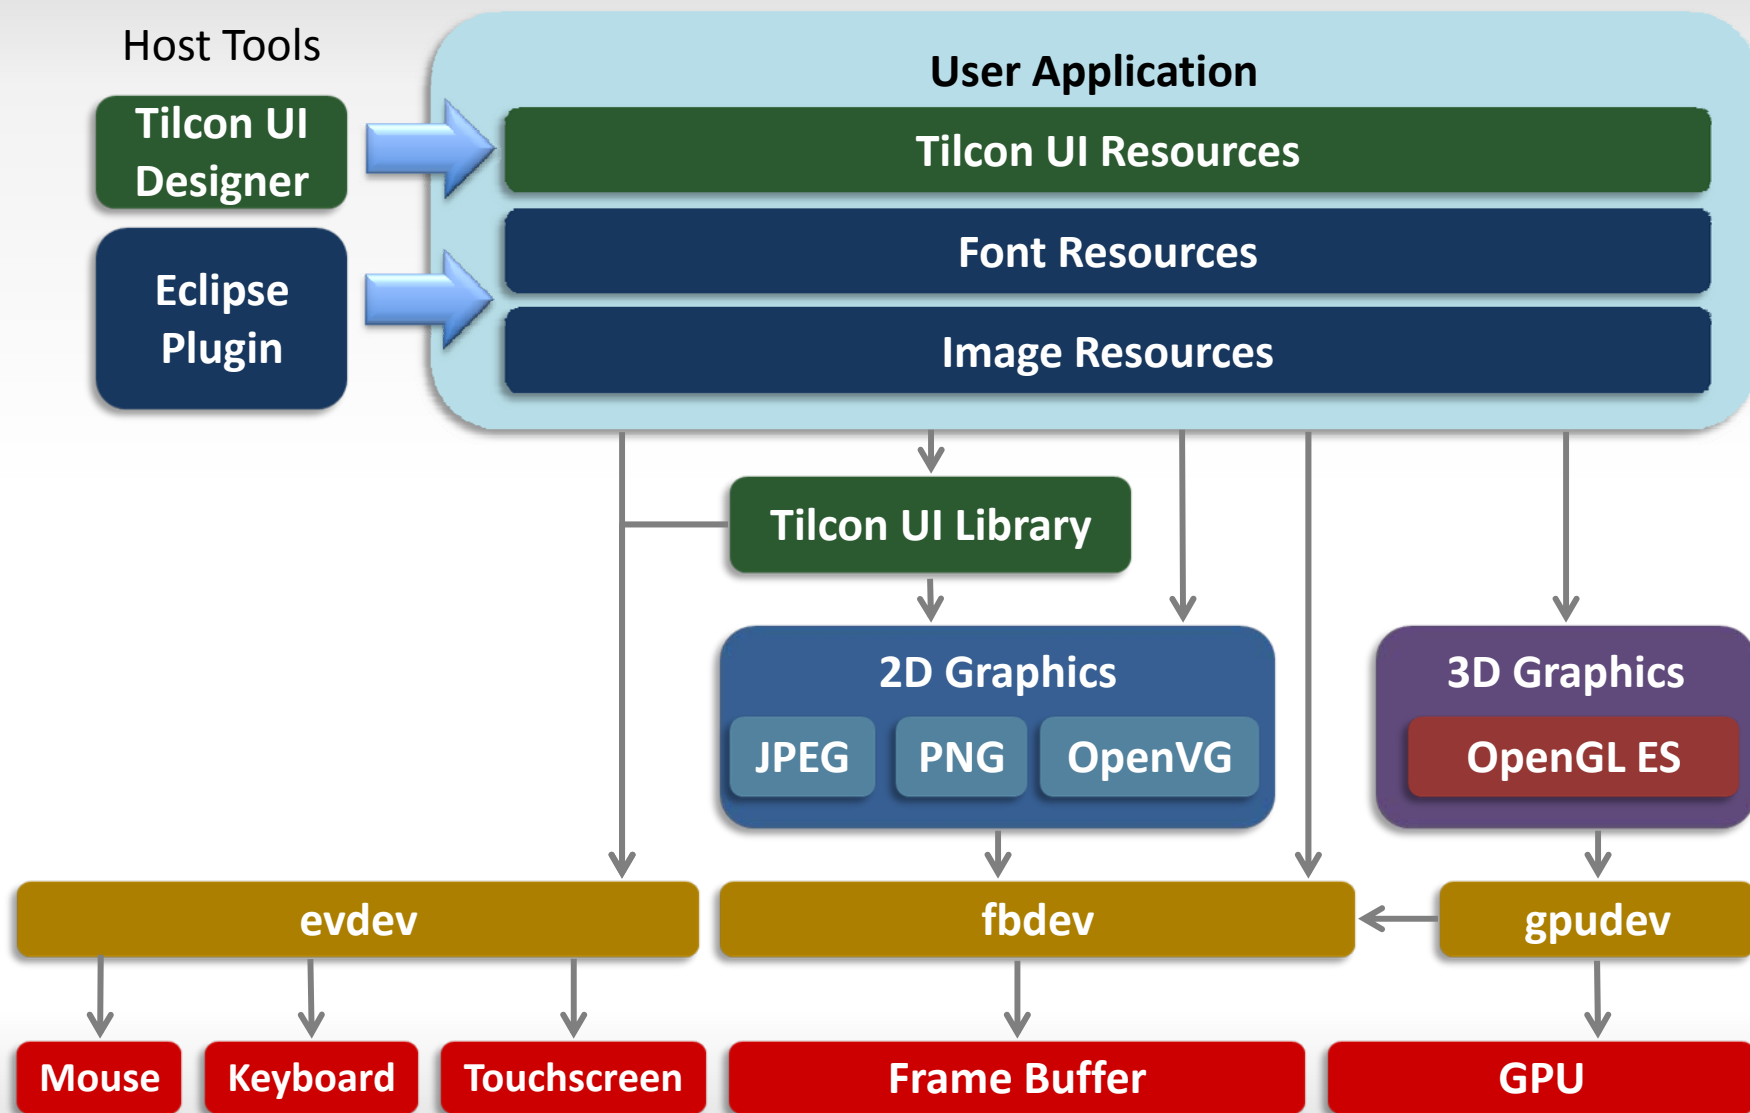 Host Tools
User Application
Tilcon UI
Designer
Tilcon UI Resources
Eclipse
Plugin
Font Resources
Image Resources
Tilcon UI Library
2D Graphics
JPEG
PNG
OpenVG
3D Graphics
OpenGL ES
evdev
fbdev
gpudev
Mouse
Keyboard
Touchscreen
Frame Buffer
GPU